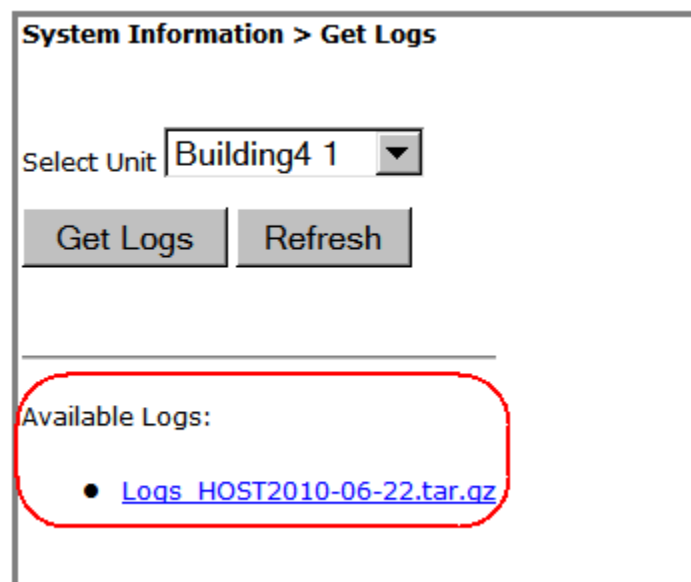 System Information > Get Logs
Select Unit Building4 1
Get Logs Refresh
Available Logs:
Logs_HOST2010-06-22.tar.gz